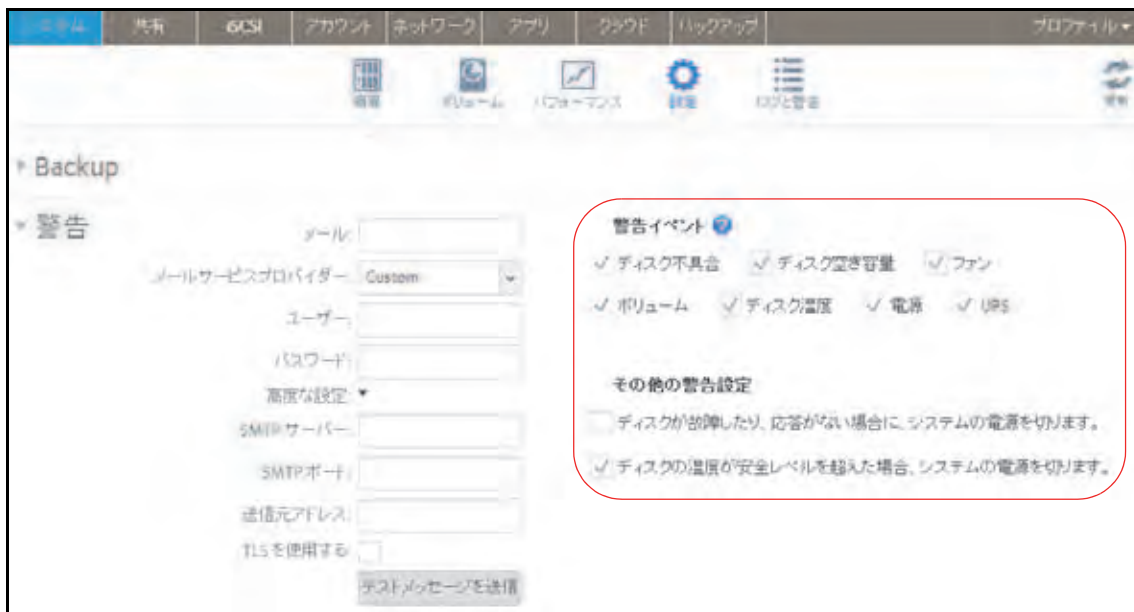 システム 共有 iSCSI アカウント ネットワーク アプリ クラウド バックアップ プロファイル
概要 ボリューム パフォーマンス 設定 ログと警告 更新
Backup
警告
メール:
メールサービスプロバイダー: Custom
ユーザー:
パスワード:
高度な設定:
SMTPサーバー:
SMTPポート:
送信元アドレス:
TLSを使用する:
テストメッセージを送信
警告イベント ?
ディスク不具合 ディスク空き容量 ファン
ボリューム ディスク温度 電源 UPS
その他の警告設定
ディスクが故障したり、応答がない場合に、システムの電源を切ります。
ディスクの温度が安全レベルを超えた場合、システムの電源を切ります。